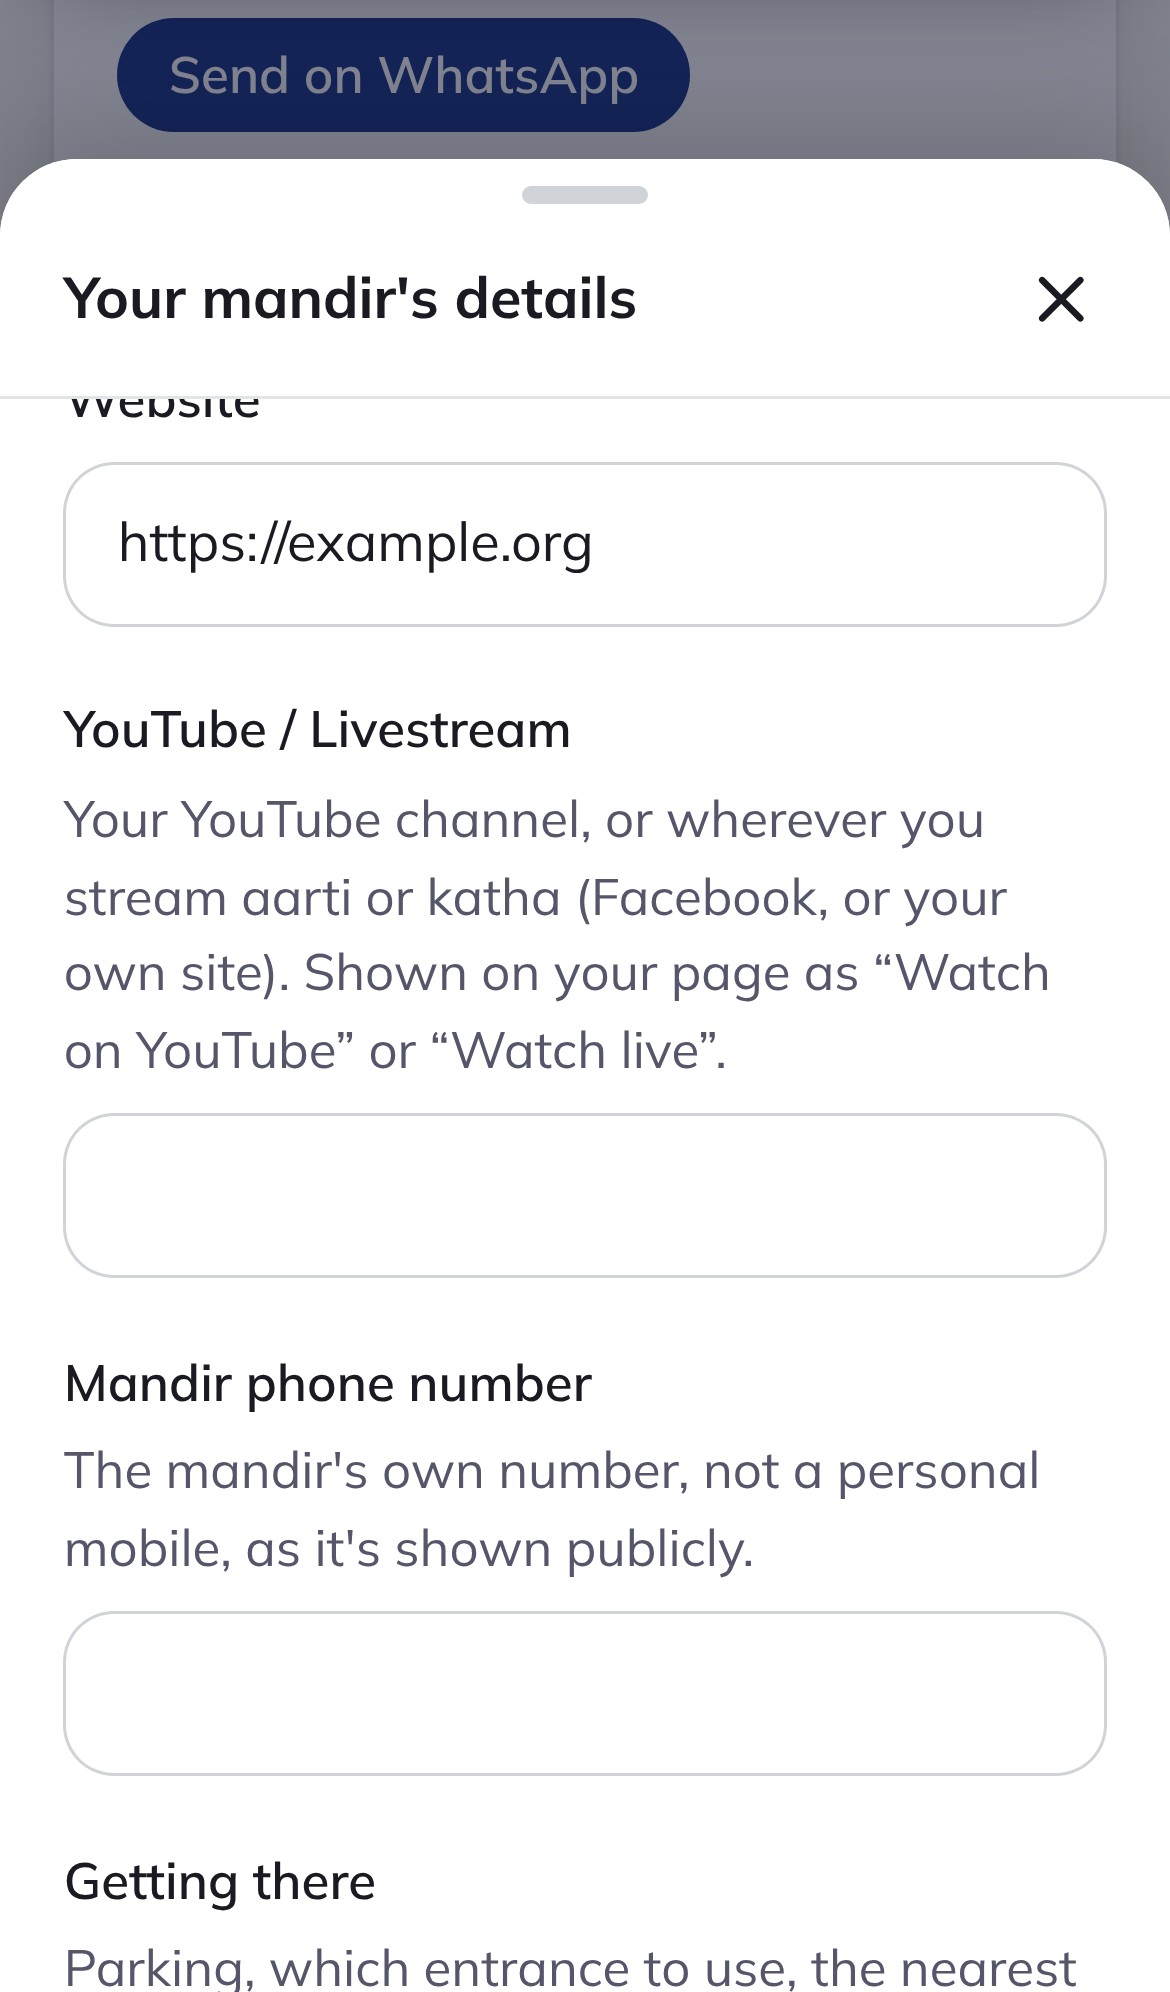 Send on WhatsApp
Your mandir's details
Website
https://example.org
YouTube / Livestream
Your YouTube channel, or wherever you
stream aarti or katha (Facebook, or your
own site). Shown on your page as “Watch
on YouTube” or “Watch live”.
Mandir phone number
The mandir's own number, not a personal
mobile, as it's shown publicly.
Getting there
Parking, which entrance to use, the nearest